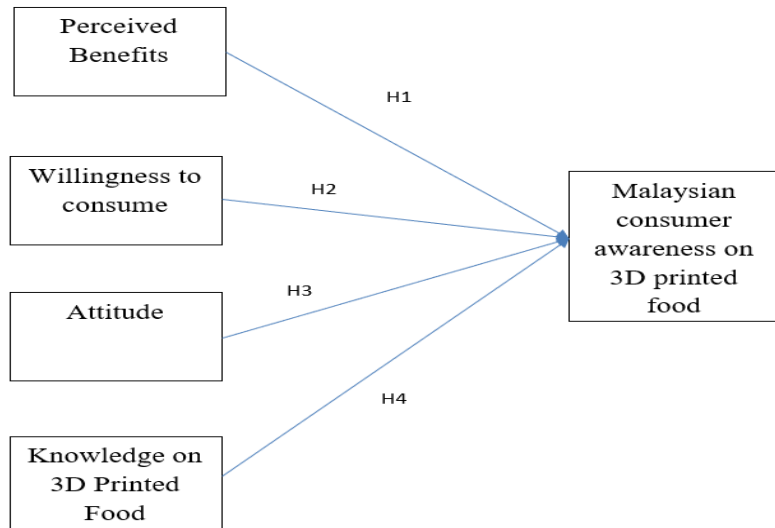 Perceived
Benefits
H1
Willingness to
consume
H2
Malaysian
consumer
awareness on
3D printed
food
Attitude
H3
H4
Knowledge on
3D Printed
Food